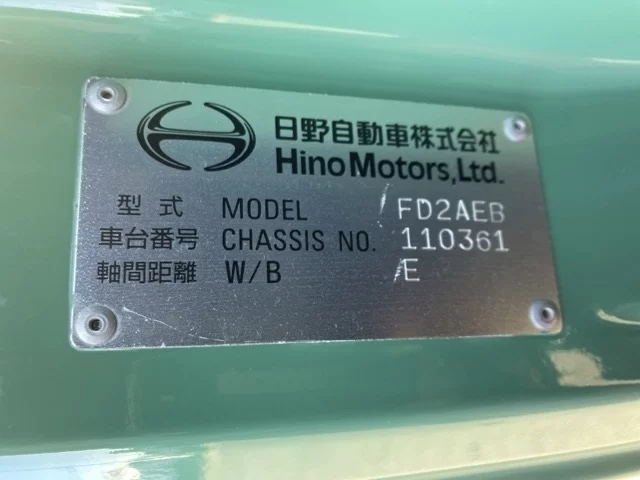 日野自動車株式会社
Hino Motors, Ltd.
型式 MODEL FD2AEB
車台番号 CHASSIS NO. 110361
軸間距離 W/B E